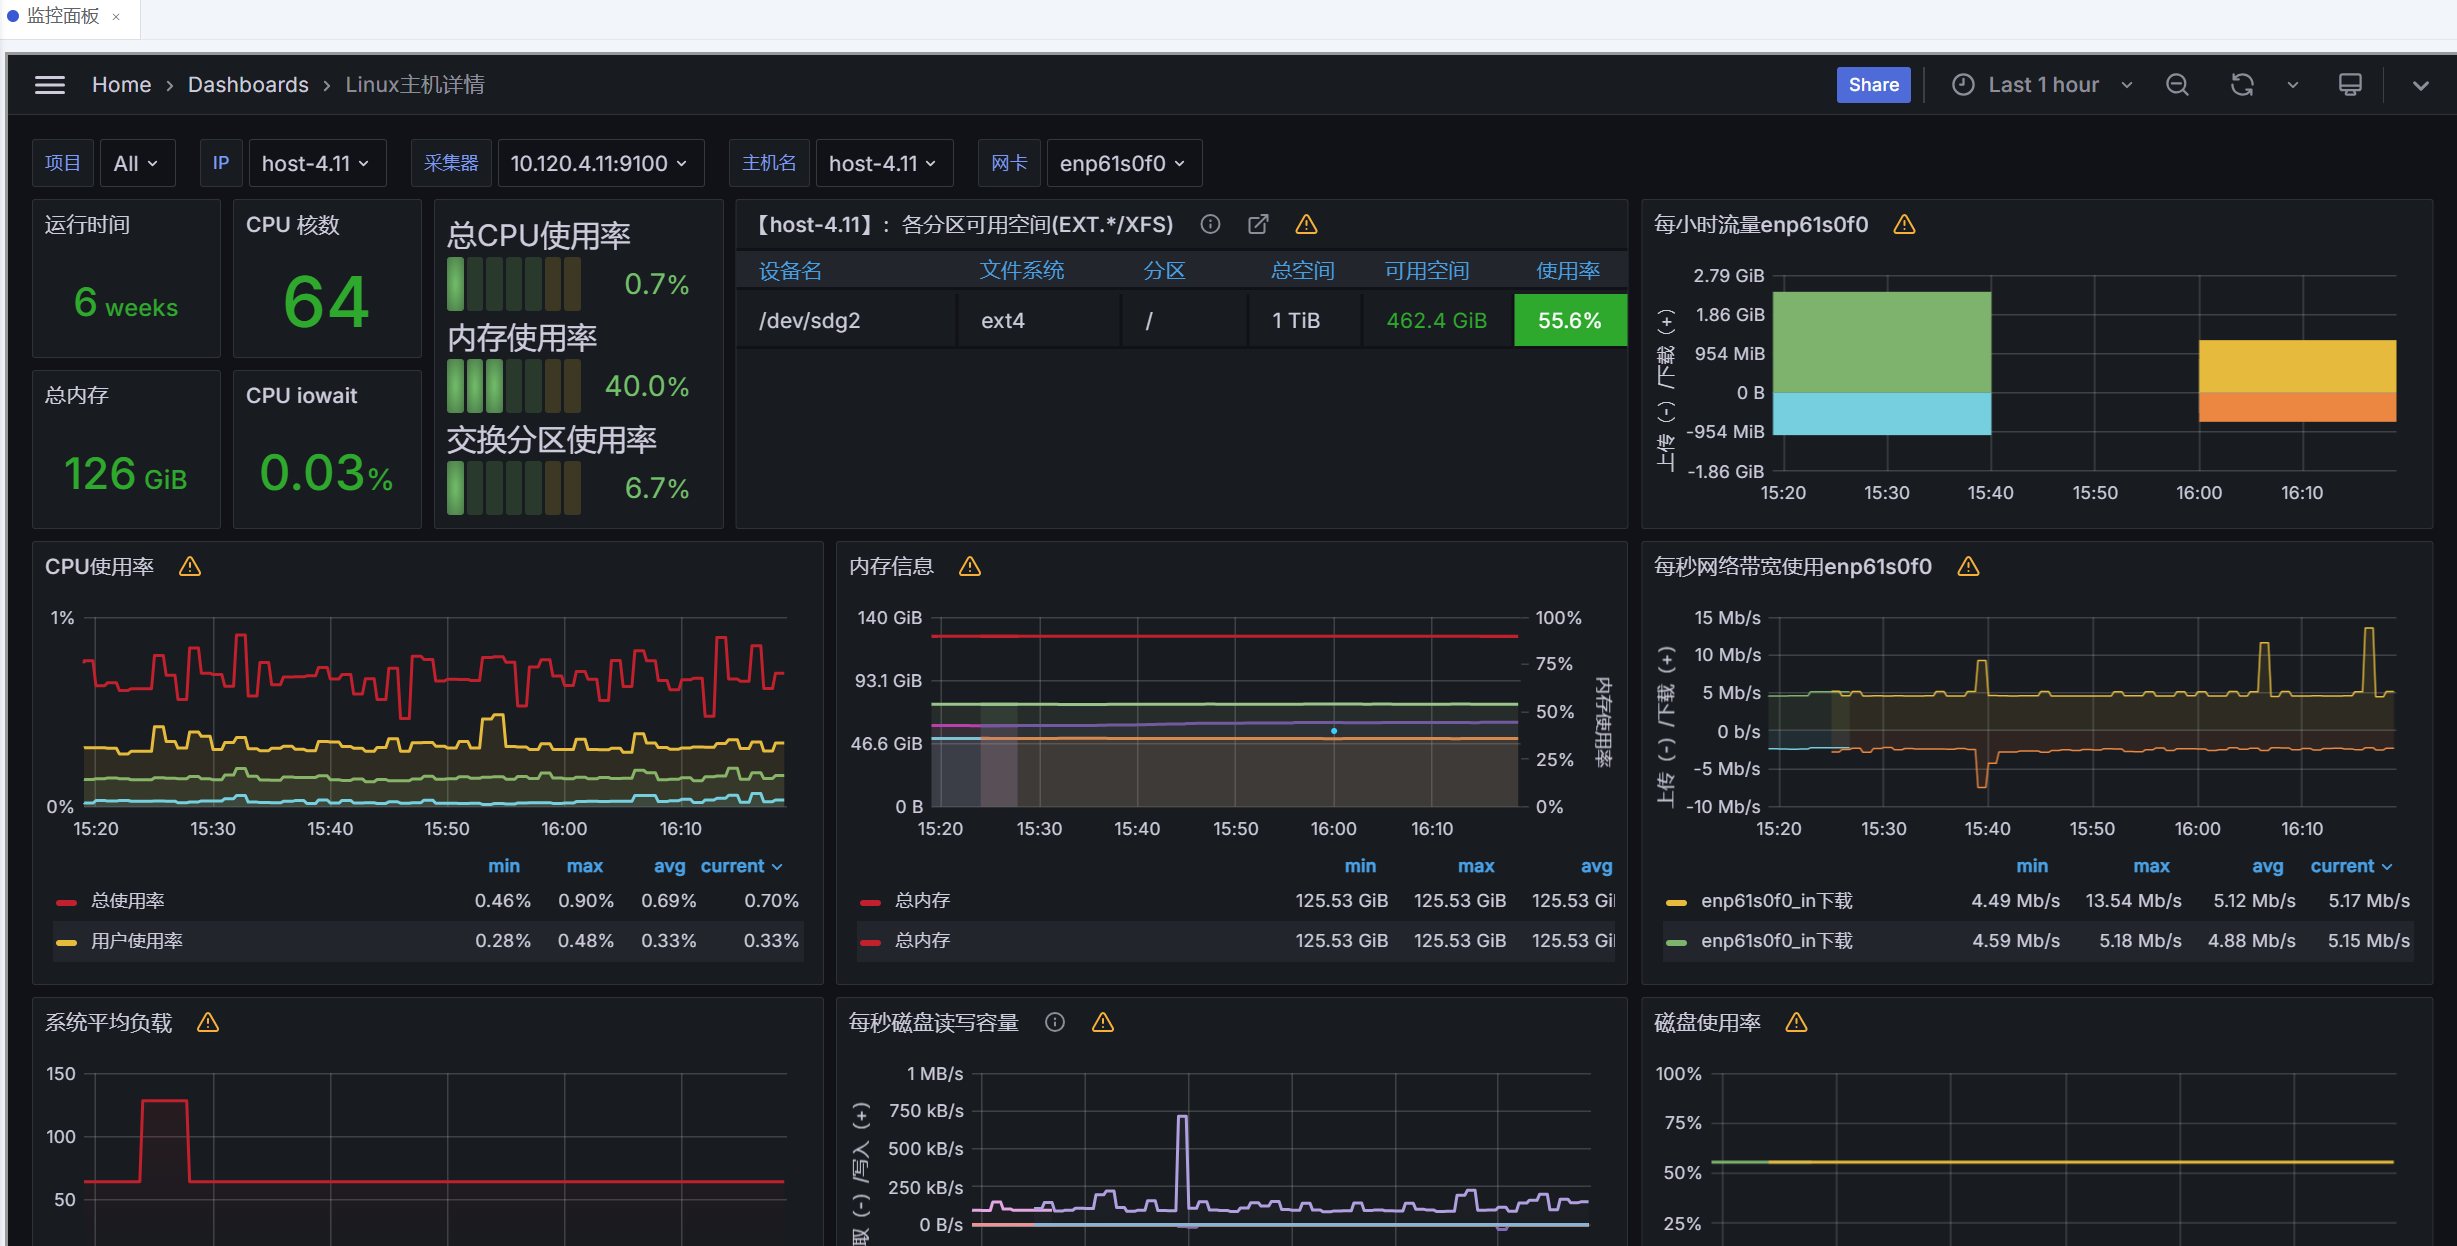 监控面板 ×
Home › Dashboards › Linux主机详情
Share
Last 1 hour
项目 All
IP host-4.11
采集器 10.120.4.11:9100
主机名 host-4.11
网卡 enp61s0f0
运行时间
6 weeks
CPU 核数
64
总内存
126 GiB
CPU iowait
0.03%
总CPU使用率
0.7%
内存使用率
40.0%
交换分区使用率
6.7%
【host-4.11】：各分区可用空间(EXT.*/XFS)
设备名 文件系统 分区 总空间 可用空间 使用率
/dev/sdg2 ext4 / 1 TiB 462.4 GiB 55.6%
每小时流量enp61s0f0
上传（-）/下载（+）
2.79 GiB
1.86 GiB
954 MiB
0 B
-954 MiB
-1.86 GiB
15:20 15:30 15:40 15:50 16:00 16:10
CPU使用率
1%
0%
15:20 15:30 15:40 15:50 16:00 16:10
min max avg current
总使用率 0.46% 0.90% 0.69% 0.70%
用户使用率 0.28% 0.48% 0.33% 0.33%
内存信息
140 GiB
93.1 GiB
46.6 GiB
0 B
100%
75%
50%
25%
0%
内存使用率
15:20 15:30 15:40 15:50 16:00 16:10
min max avg
总内存 125.53 GiB 125.53 GiB 125.53 Gi
总内存 125.53 GiB 125.53 GiB 125.53 Gi
每秒网络带宽使用enp61s0f0
上传（-）/下载（+）
15 Mb/s
10 Mb/s
5 Mb/s
0 b/s
-5 Mb/s
-10 Mb/s
15:20 15:30 15:40 15:50 16:00 16:10
min max avg current
enp61s0f0_in下载 4.49 Mb/s 13.54 Mb/s 5.12 Mb/s 5.17 Mb/s
enp61s0f0_in下载 4.59 Mb/s 5.18 Mb/s 4.88 Mb/s 5.15 Mb/s
系统平均负载
150
100
50
每秒磁盘读写容量
取（-）/写入（+）
1 MB/s
750 kB/s
500 kB/s
250 kB/s
0 B/s
磁盘使用率
100%
75%
50%
25%